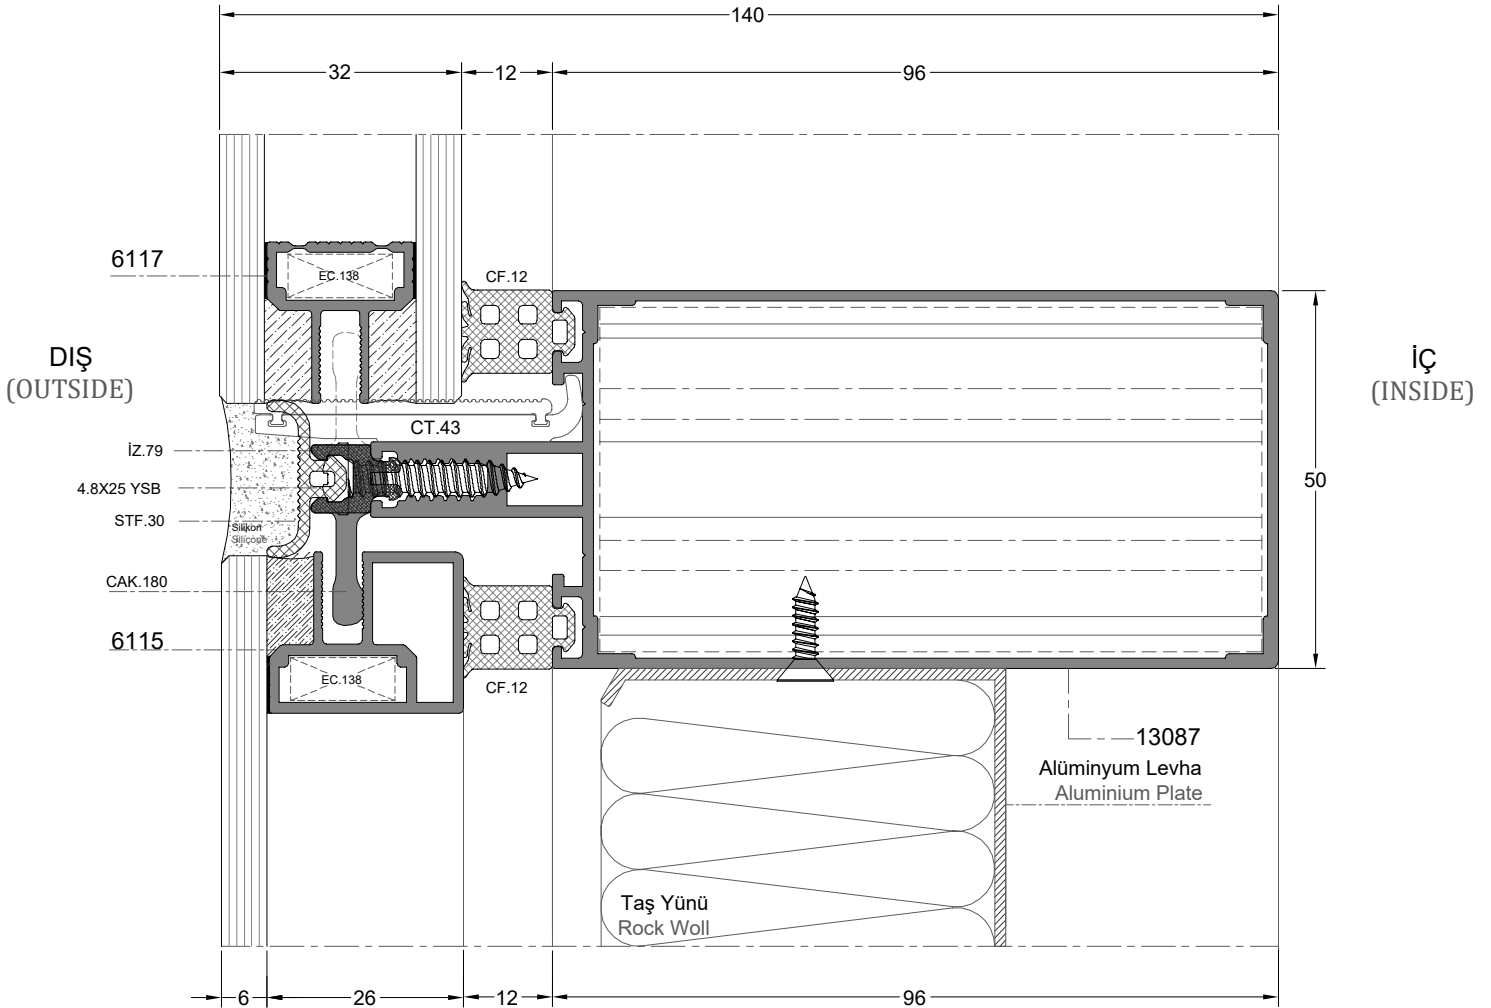 140
32
12
96
6117
EC.138
CF.12
DIŞ
(OUTSIDE)
İÇ
(INSIDE)
CT.43
İZ.79
4.8X25 YSB
50
STF.30
Silikon
Silicone
CAK.180
6115
EC.138
CF.12
13087
Alüminyum Levha
Aluminium Plate
Taş Yünü
Rock Woll
6
26
12
96